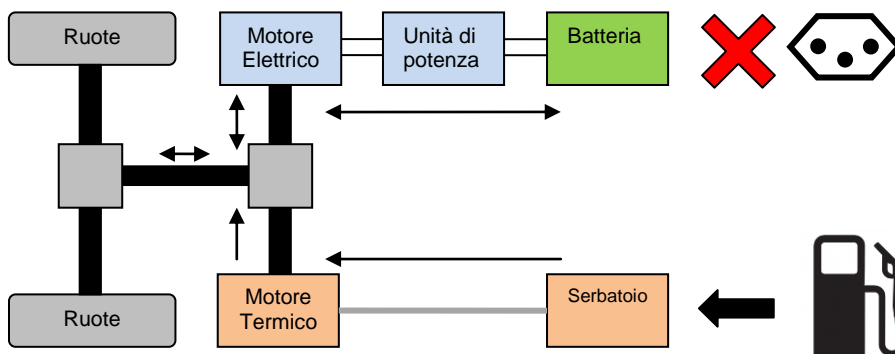 Ruote
Motore
Elettrico
Unità di
potenza
Batteria
Ruote
Motore
Termico
Serbatoio